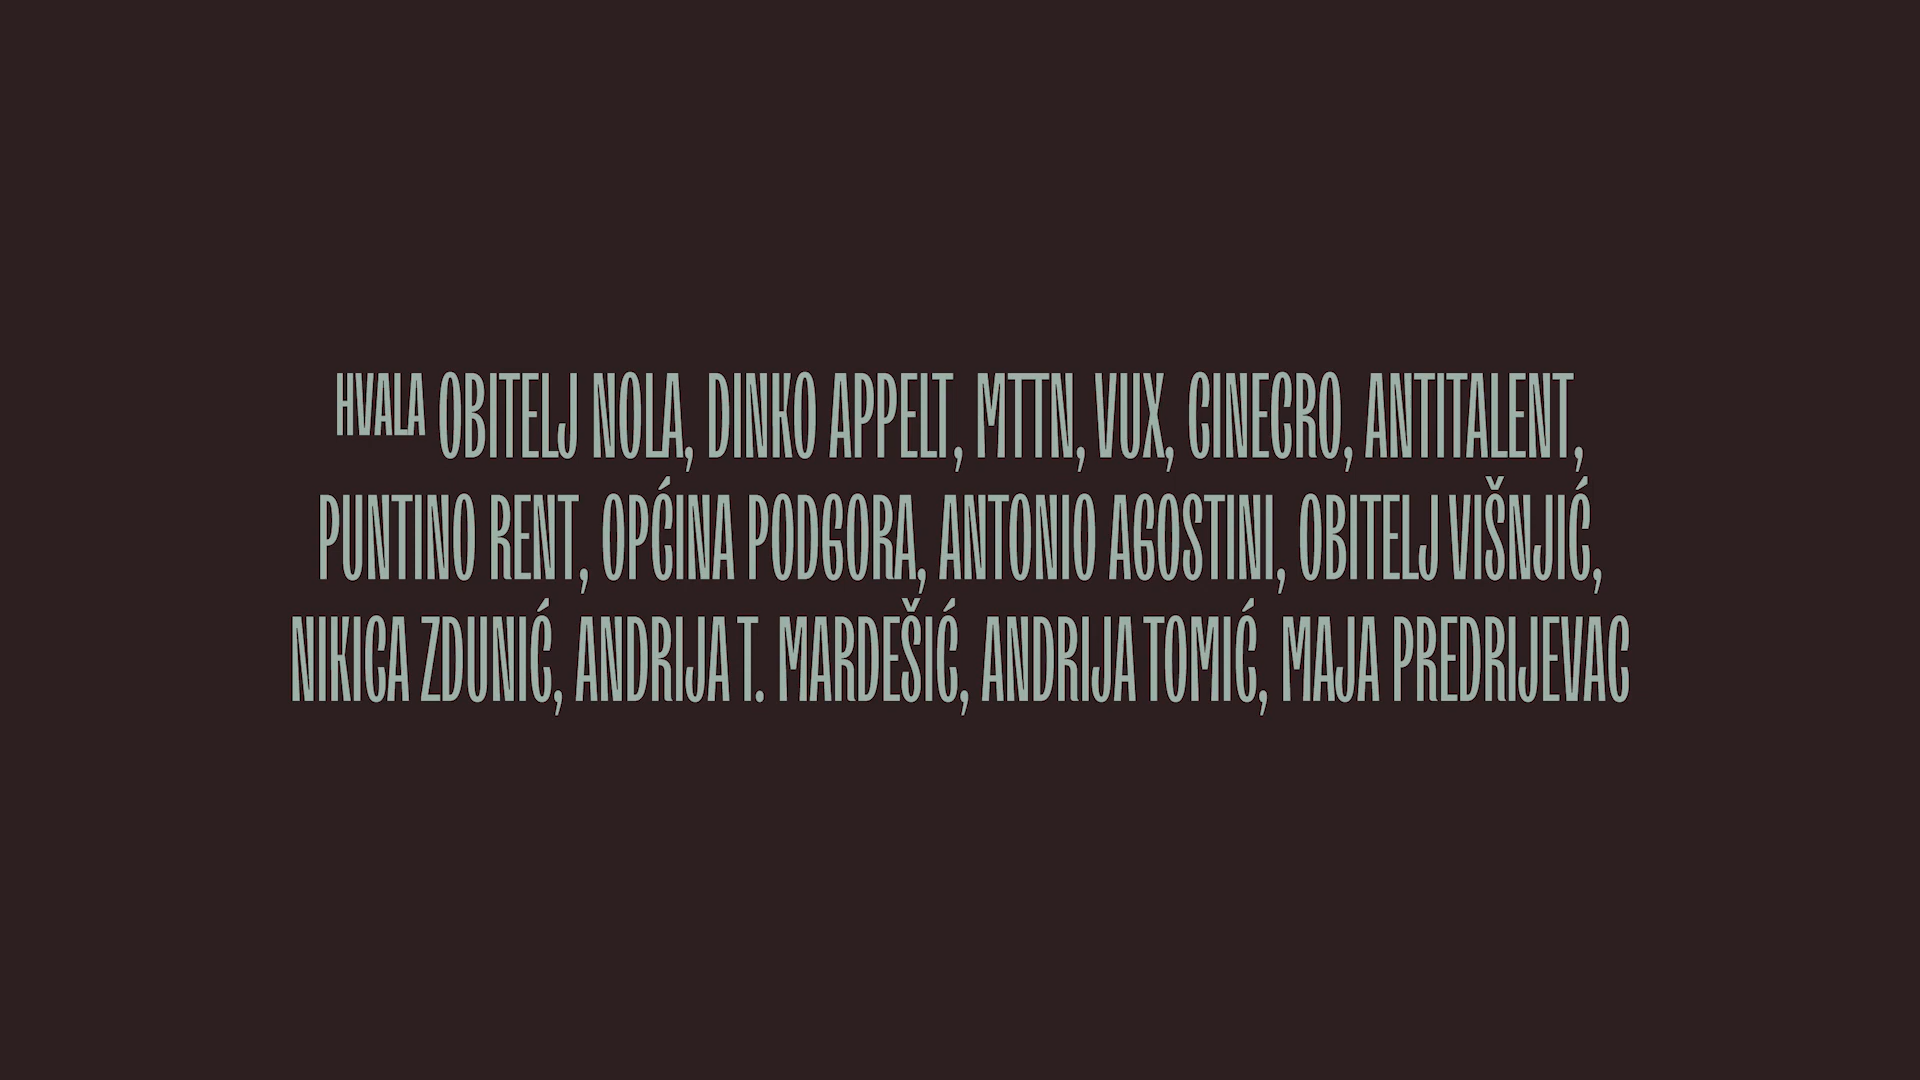 HVALA OBITELJ NOLA, DINKO APPELT, MTTN, VUX, CINECRO, ANTITALENT,
PUNTINO RENT, OPĆINA PODGORA, ANTONIO AGOSTINI, OBITELJ VIŠNJIĆ,
NIKICA ZDUNIĆ, ANDRIJA T. MARDEŠIĆ, ANDRIJA TOMIĆ, MAJA PREDRIJEVAC